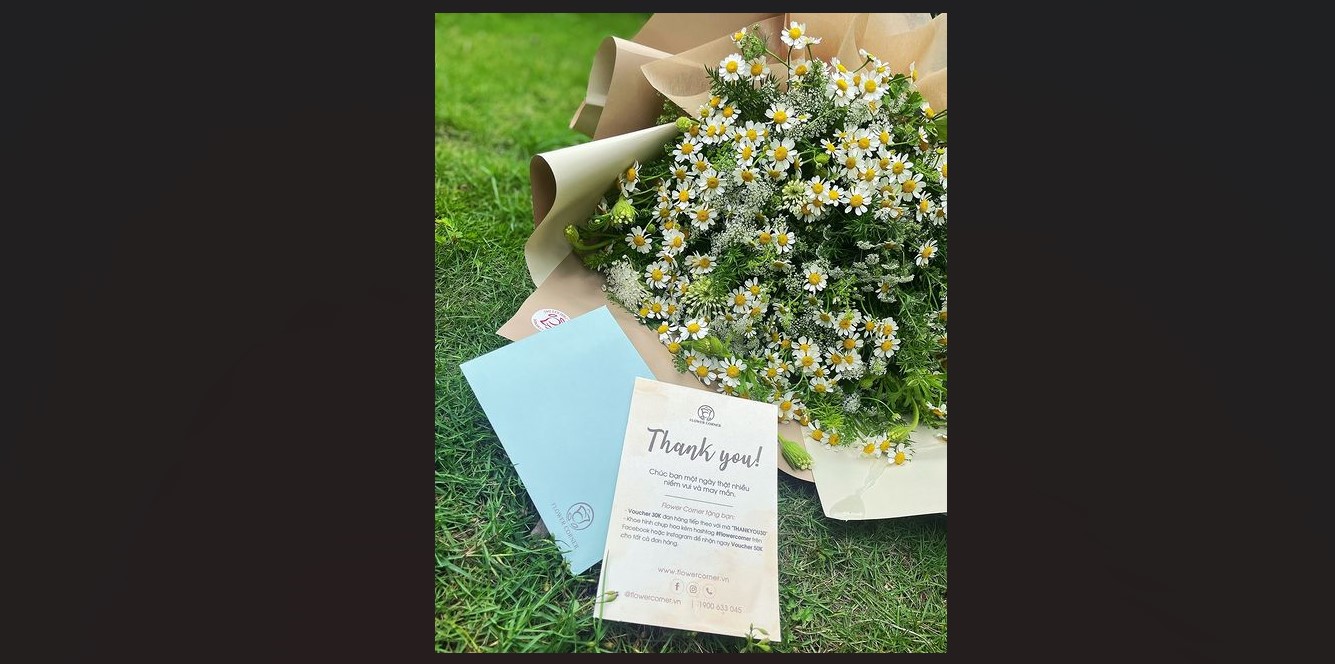 FLOWER CORNER
Thank you!
Chúc bạn một ngày thật nhiều
niềm vui và may mắn.
Flower Corner tặng bạn:
- Voucher 30K đơn hàng tiếp theo với mã "THANKYOU30"
- Khoe hình chụp hoa kèm hashtag #flowercorner trên
Facebook hoặc Instagram để nhận ngay Voucher 50K
cho tất cả đơn hàng.
www.flowercorner.vn
@flowercorner.vn | 1900 633 045
FLOWER CORNER